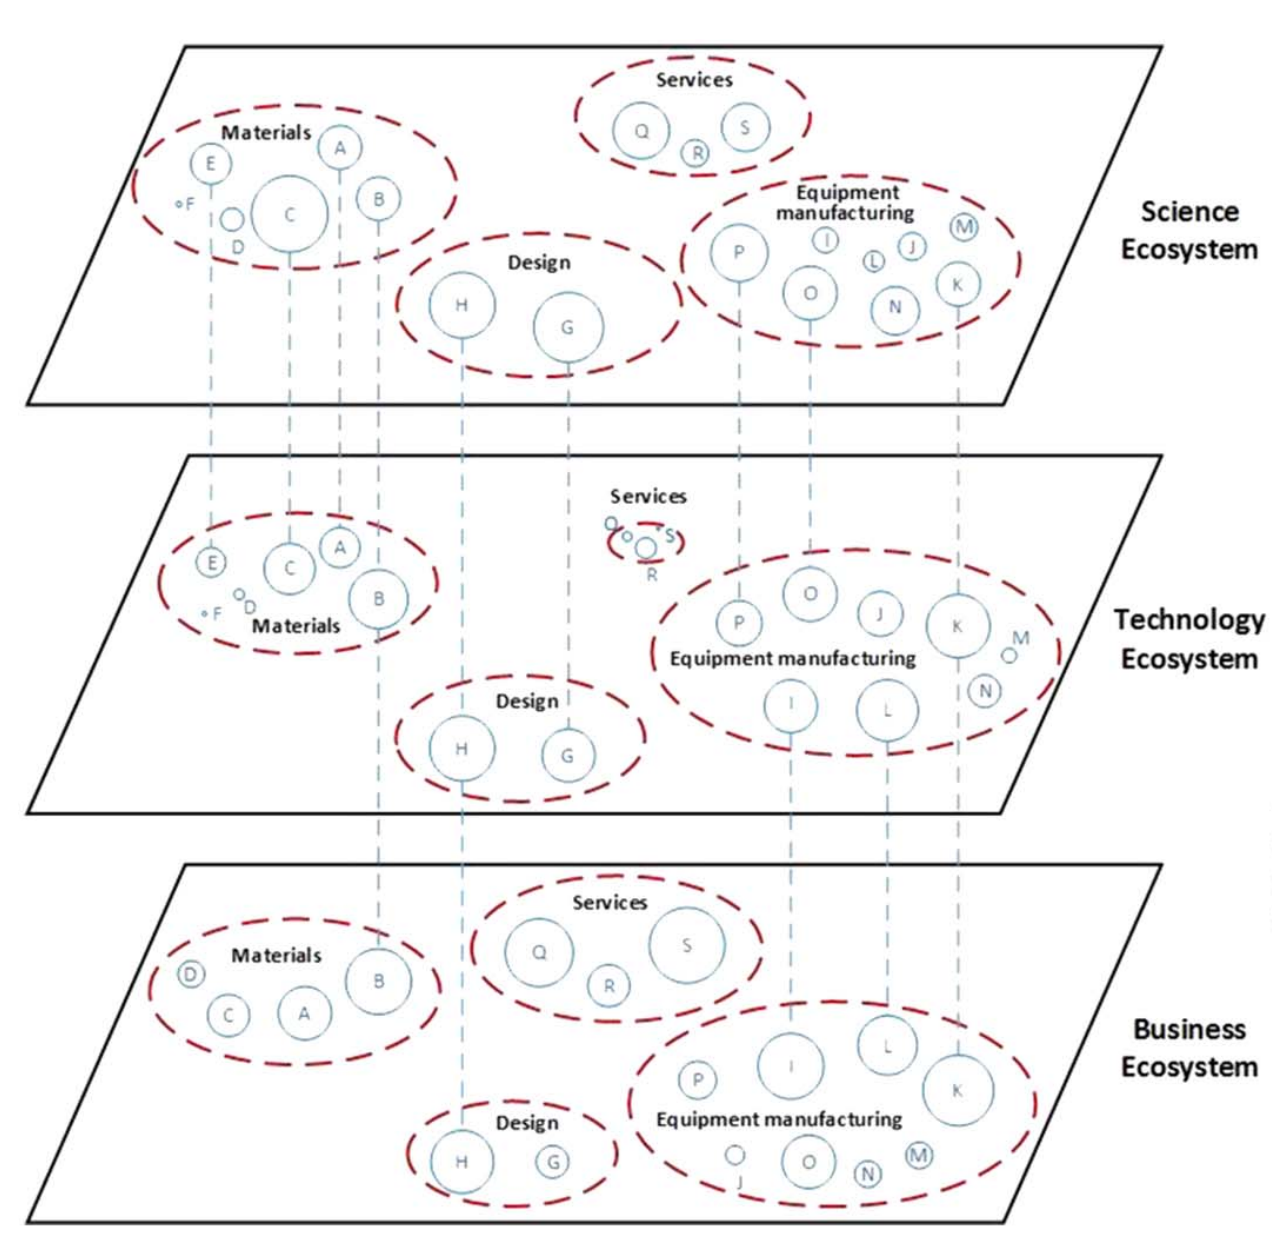 Services
Q
S
R
Materials
A
E
B
F
C
D
Equipment
manufacturing
M
P
I
J
L
K
O
N
Design
H
G
Science
Ecosystem
Services
Q
S
R
E
C
A
B
F
D
Materials
O
J
K
P
M
Equipment manufacturing
N
I
L
Design
H
G
Technology
Ecosystem
Services
Q
S
R
Materials
D
B
C
A
L
I
P
K
Equipment manufacturing
J
O
N
M
Design
H
G
Business
Ecosystem